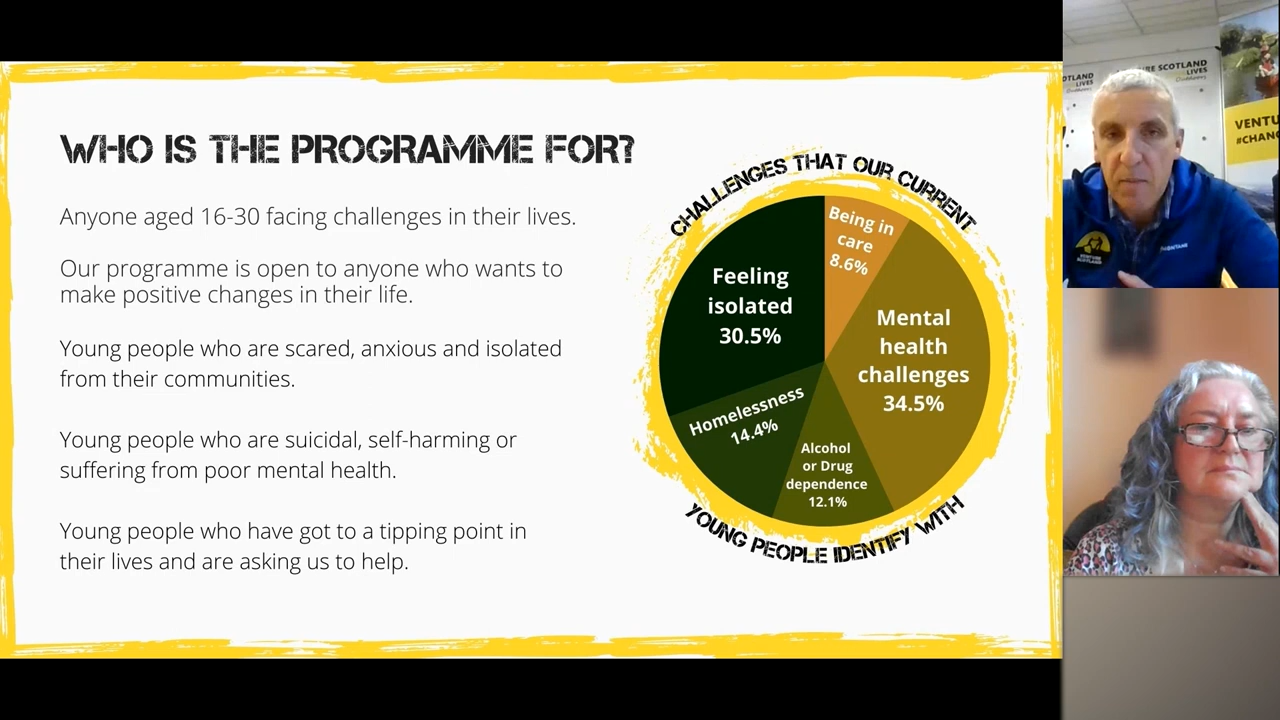 WHO IS THE PROGRAMME FOR?
Anyone aged 16-30 facing challenges in their lives.
Our programme is open to anyone who wants to
make positive changes in their life.
Young people who are scared, anxious and isolated
from their communities.
Young people who are suicidal, self-harming or
suffering from poor mental health.
Young people who have got to a tipping point in
their lives and are asking us to help.
CHALLENGES THAT OUR CURRENT
Being in
care
8.6%
Feeling
isolated
30.5%
Mental
health
challenges
34.5%
Homelessness
14.4%
Alcohol
or Drug
dependence
12.1%
YOUNG PEOPLE IDENTIFY WITH
SCOTLAND
LIVES
VENTU
#CHAN
VENTURE
SCOTLAND